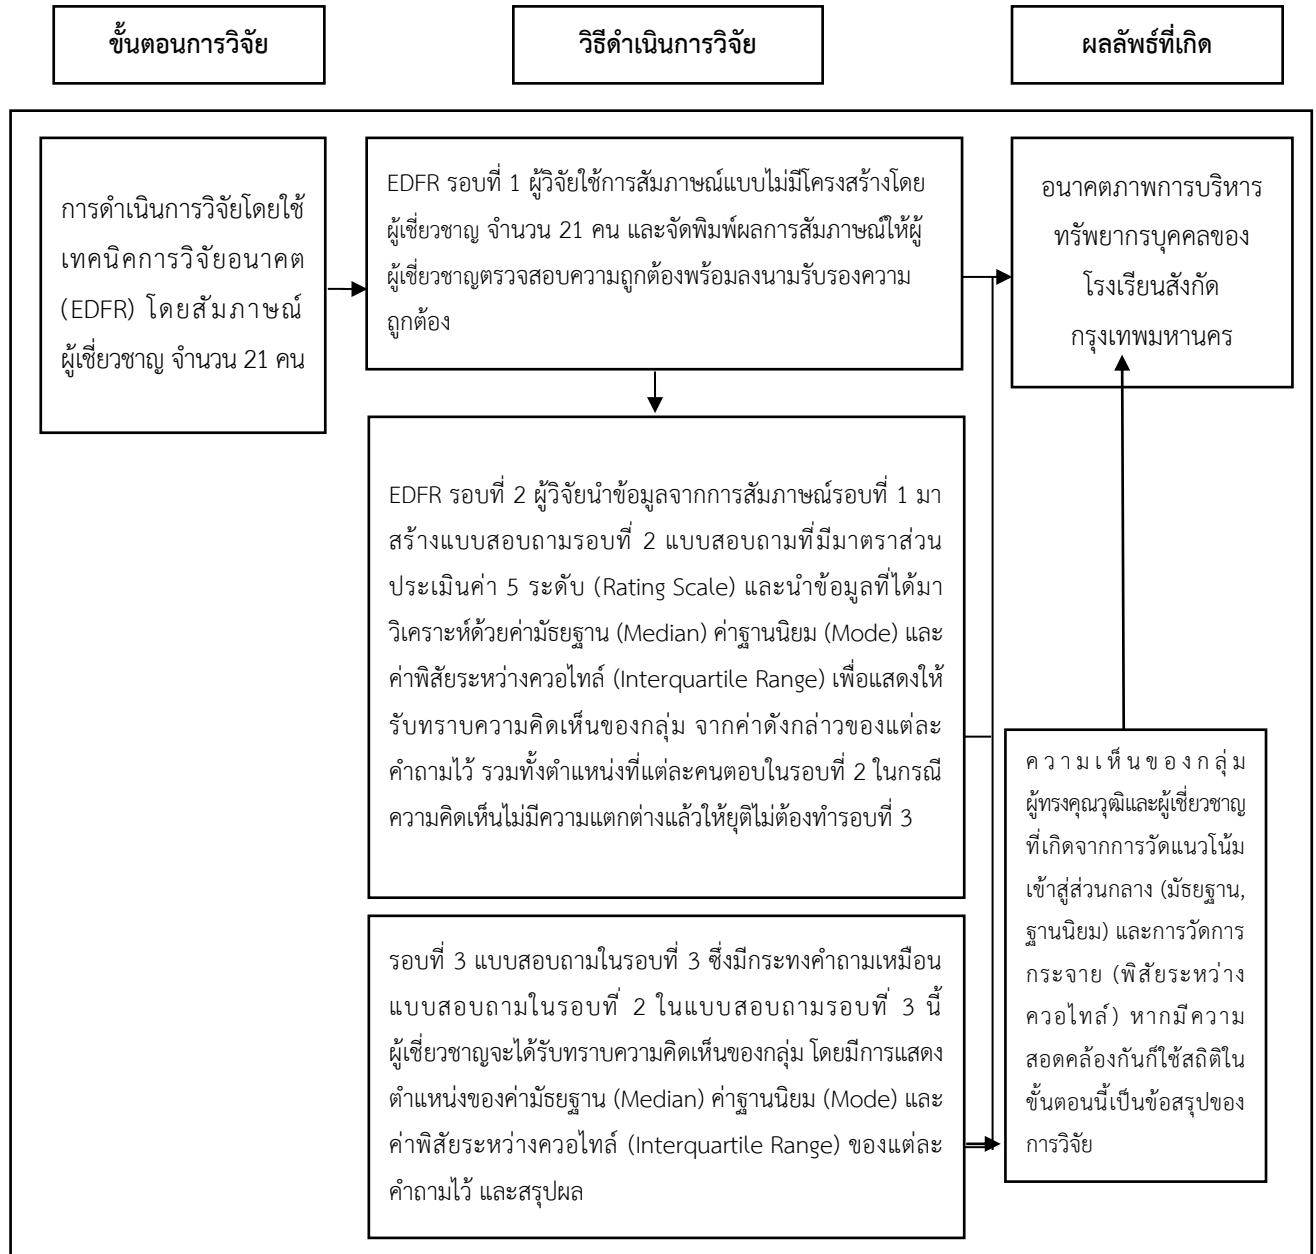 ขั้นตอนการวิจัย
วิธีดำเนินการวิจัย
ผลลัพธ์ที่เกิด
การดำเนินการวิจัยโดยใช้
เทคนิคการวิจัยอนาคต
(EDFR) โดยสัมภาษณ์
ผู้เชี่ยวชาญ จำนวน 21 คน
EDFR รอบที่ 1 ผู้วิจัยใช้การสัมภาษณ์แบบไม่มีโครงสร้างโดย
ผู้เชี่ยวชาญ จำนวน 21 คน และจัดพิมพ์ผลการสัมภาษณ์ให้ผู้
ผู้เชี่ยวชาญตรวจสอบความถูกต้องพร้อมลงนามรับรองความ
ถูกต้อง
อนาคตภาพการบริหาร
ทรัพยากรบุคคลของ
โรงเรียนสังกัด
กรุงเทพมหานคร
EDFR รอบที่ 2 ผู้วิจัยนำข้อมูลจากการสัมภาษณ์รอบที่ 1 มา
สร้างแบบสอบถามรอบที่ 2 แบบสอบถามที่มีมาตราส่วน
ประเมินค่า 5 ระดับ (Rating Scale) และนำข้อมูลที่ได้มา
วิเคราะห์ด้วยค่ามัธยฐาน (Median) ค่าฐานนิยม (Mode) และ
ค่าพิสัยระหว่างควอไทล์ (Interquartile Range) เพื่อแสดงให้
รับทราบความคิดเห็นของกลุ่ม จากค่าดังกล่าวของแต่ละ
คำถามไว้ รวมทั้งตำแหน่งที่แต่ละคนตอบในรอบที่ 2 ในกรณี
ความคิดเห็นไม่มีความแตกต่างแล้วให้ยุติไม่ต้องทำรอบที่ 3
รอบที่ 3 แบบสอบถามในรอบที่ 3 ซึ่งมีกระทงคำถามเหมือน
แบบสอบถามในรอบที่ 2 ในแบบสอบถามรอบที่ 3 นี้
ผู้เชี่ยวชาญจะได้รับทราบความคิดเห็นของกลุ่ม โดยมีการแสดง
ตำแหน่งของค่ามัธยฐาน (Median) ค่าฐานนิยม (Mode) และ
ค่าพิสัยระหว่างควอไทล์ (Interquartile Range) ของแต่ละ
คำถามไว้ และสรุปผล
ความเห็นของกลุ่ม
ผู้ทรงคุณวุฒิและผู้เชี่ยวชาญ
ที่เกิดจากการวัดแนวโน้ม
เข้าสู่ส่วนกลาง (มัธยฐาน,
ฐานนิยม) และการวัดการ
กระจาย (พิสัยระหว่าง
ควอไทล์) หากมีความ
สอดคล้องกันก็ใช้สถิติใน
ขั้นตอนนี้เป็นข้อสรุปของ
การวิจัย